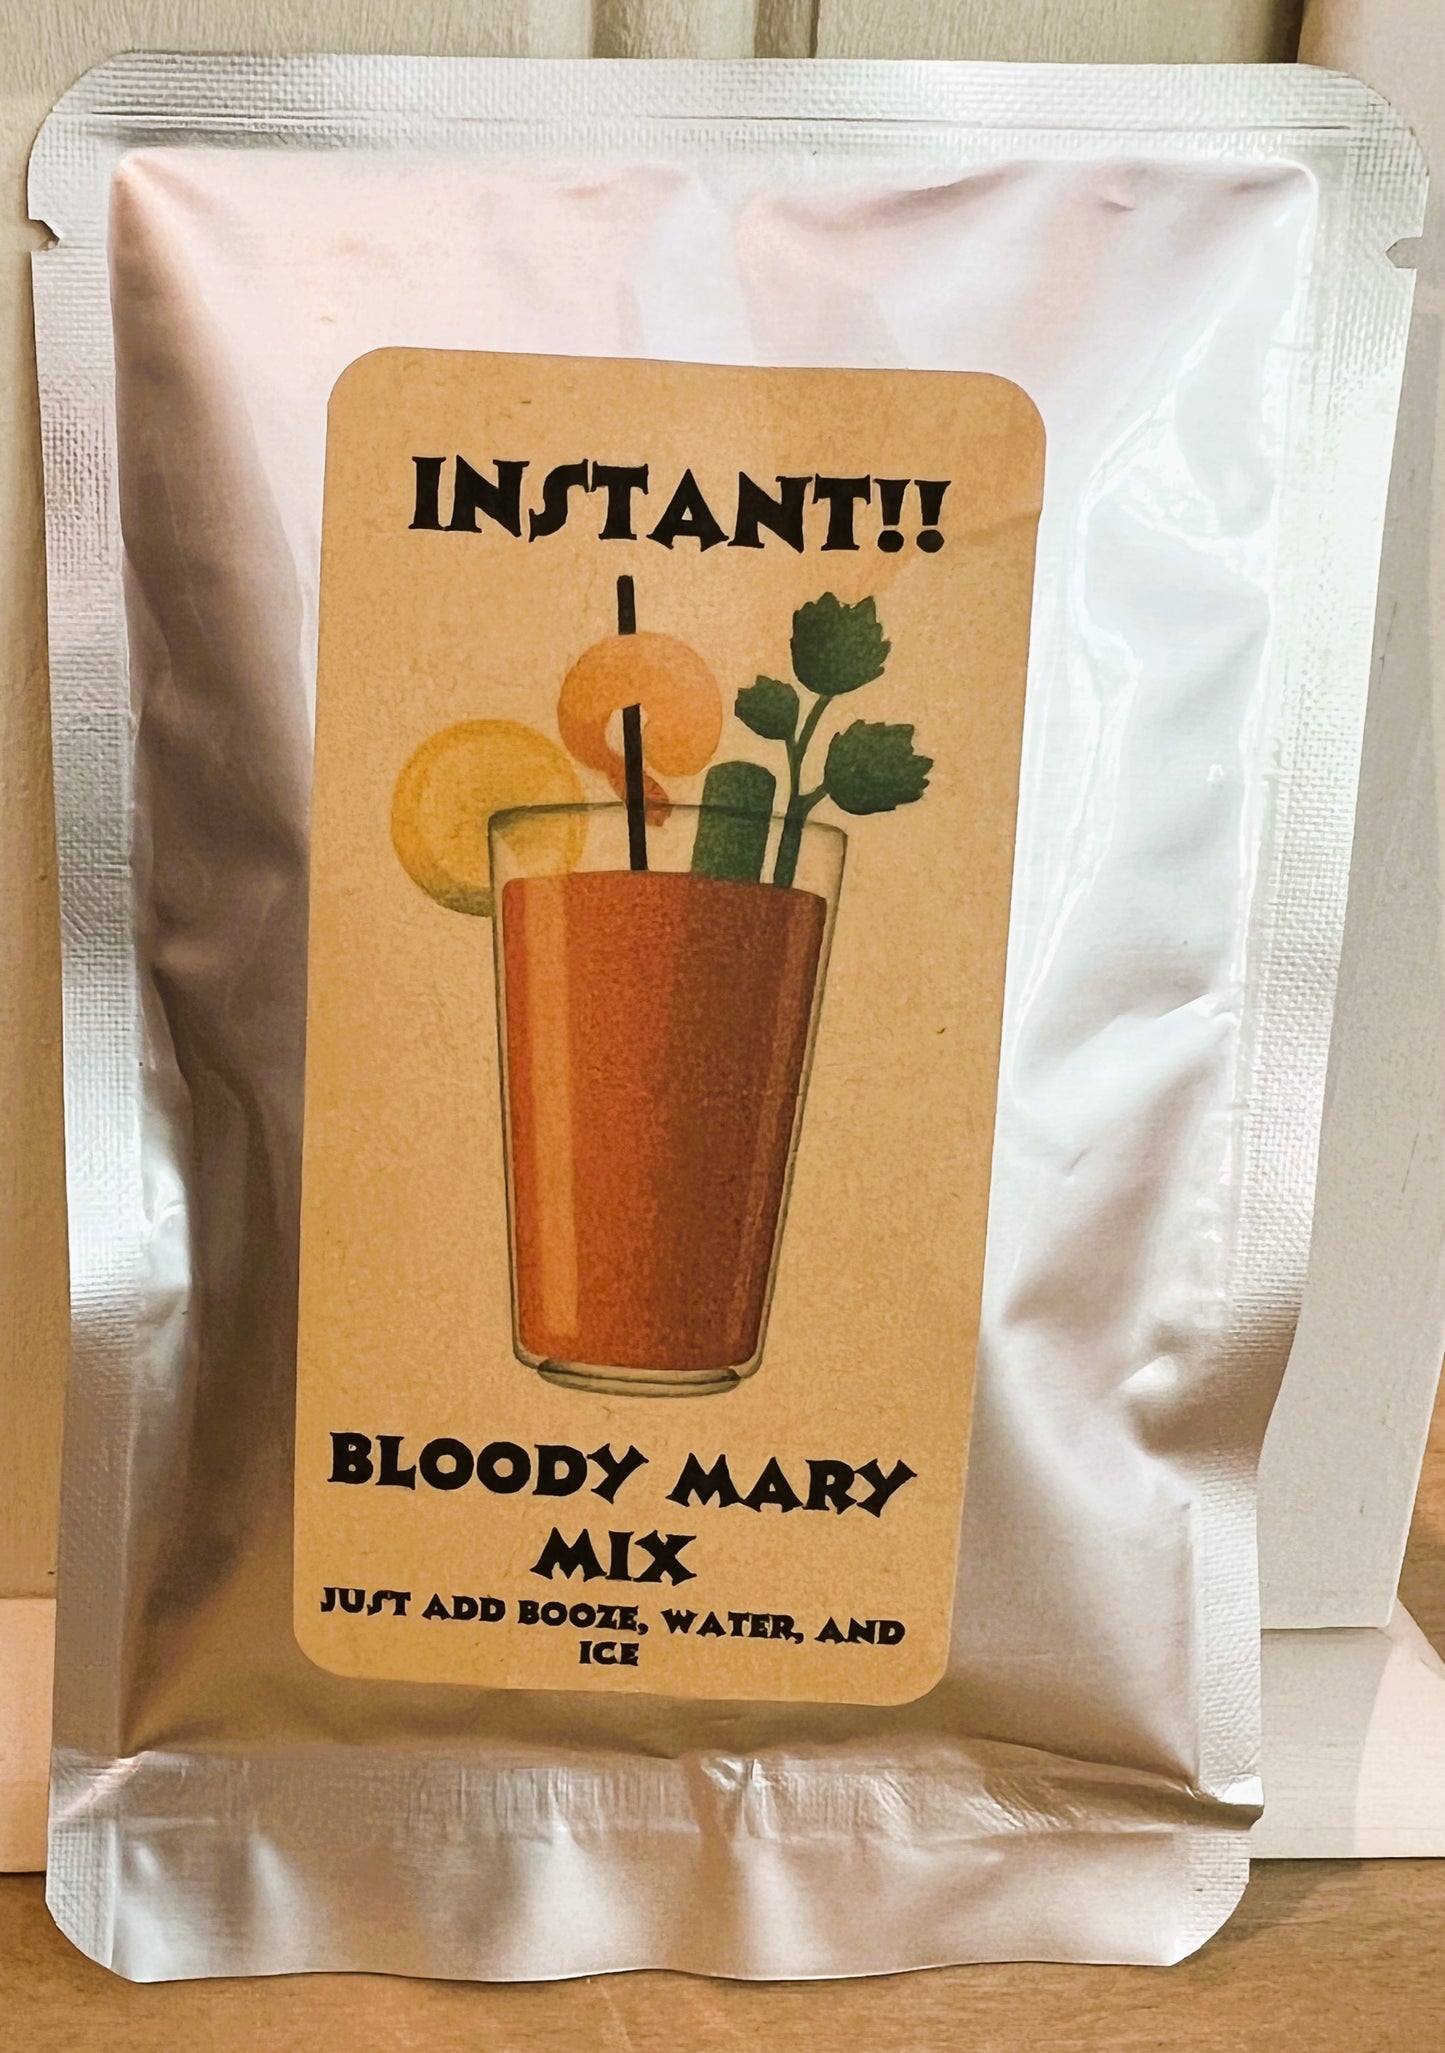 INSTANT!!
BLOODY MARY
MIX
JUST ADD BOOZE, WATER, AND
ICE